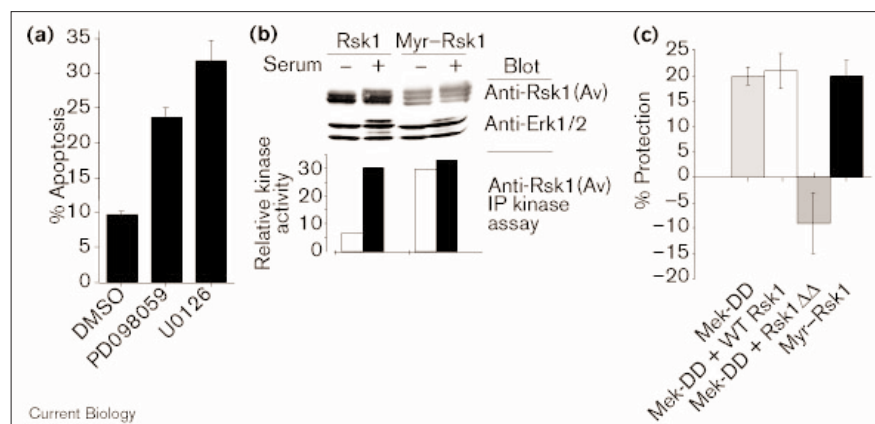 (a)
% Apoptosis
35
30
25
20
15
10
5
0
DMSO
PD098059
U0126
(b)
Rsk1 Myr–Rsk1
Serum – + – + Blot
Anti-Rsk1(Av)
Anti-Erk1/2
Relative kinase
activity
30
20
10
0
Anti-Rsk1(Av)
IP kinase
assay
(c)
% Protection
25
20
15
10
5
0
–5
–10
–15
–20
Mek-DD
Mek-DD + WT Rsk1
Mek-DD + Rsk1ΔΔ
Myr–Rsk1
Current Biology